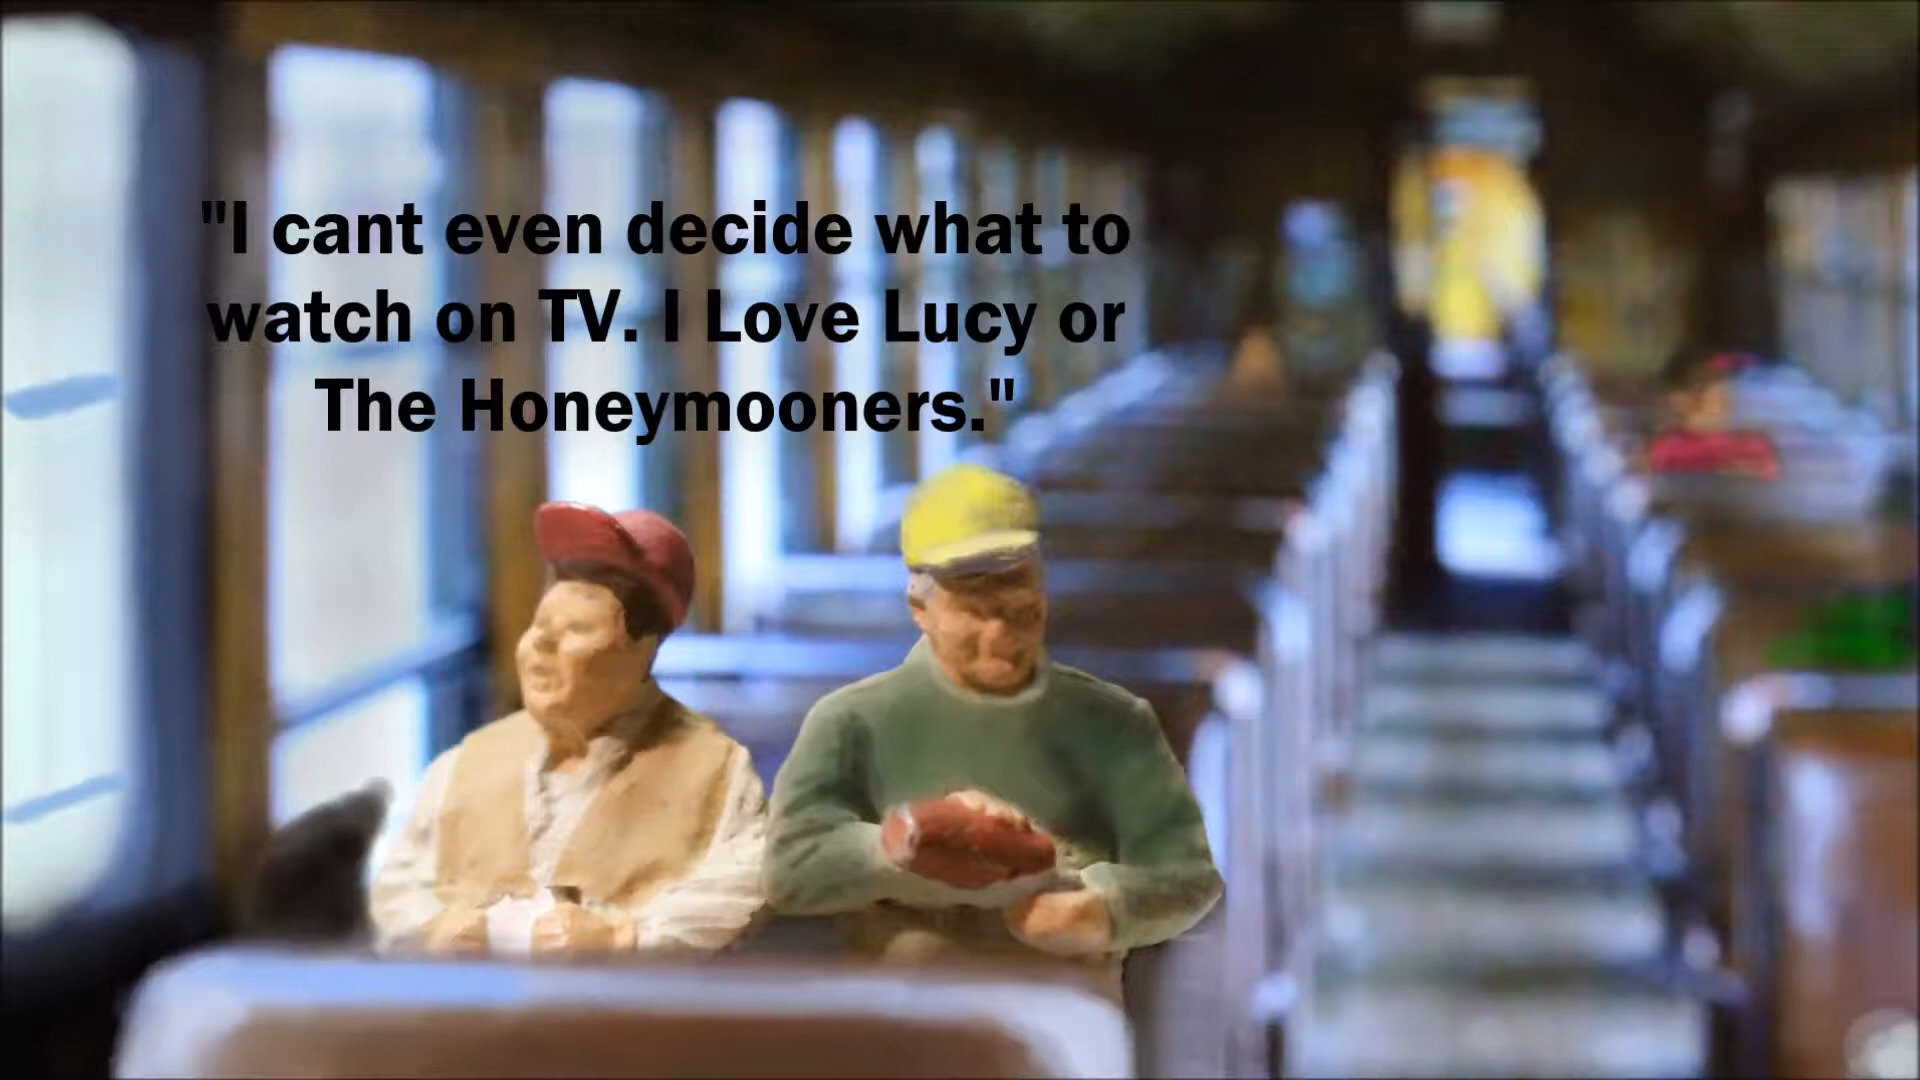 "I cant even decide what to
watch on TV. I Love Lucy or
The Honeymooners."